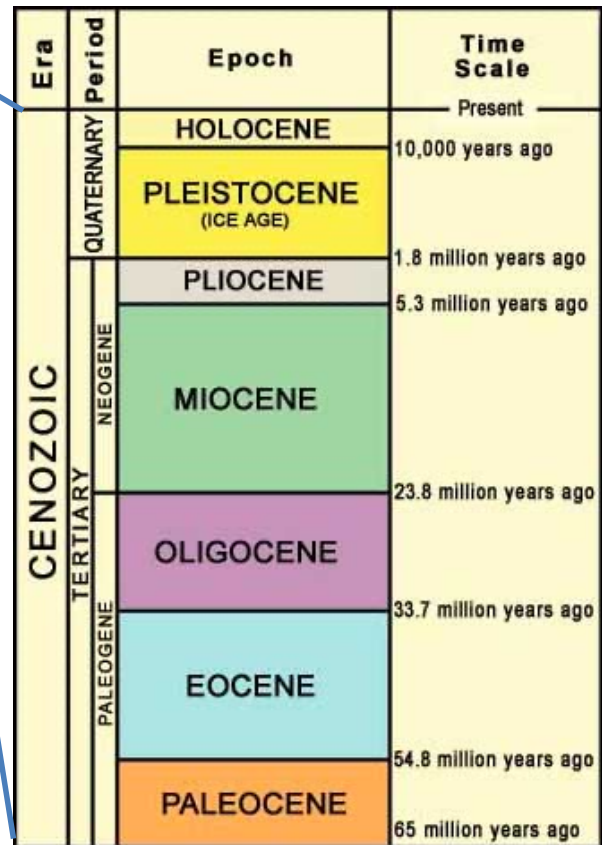 Era
Period
Epoch
Time
Scale
Present
CENOZOIC
QUATERNARY
HOLOCENE
10,000 years ago
PLEISTOCENE
(ICE AGE)
1.8 million years ago
TERTIARY
NEOGENE
PLIOCENE
5.3 million years ago
MIOCENE
23.8 million years ago
PALEOGENE
OLIGOCENE
33.7 million years ago
EOCENE
54.8 million years ago
PALEOCENE
65 million years ago